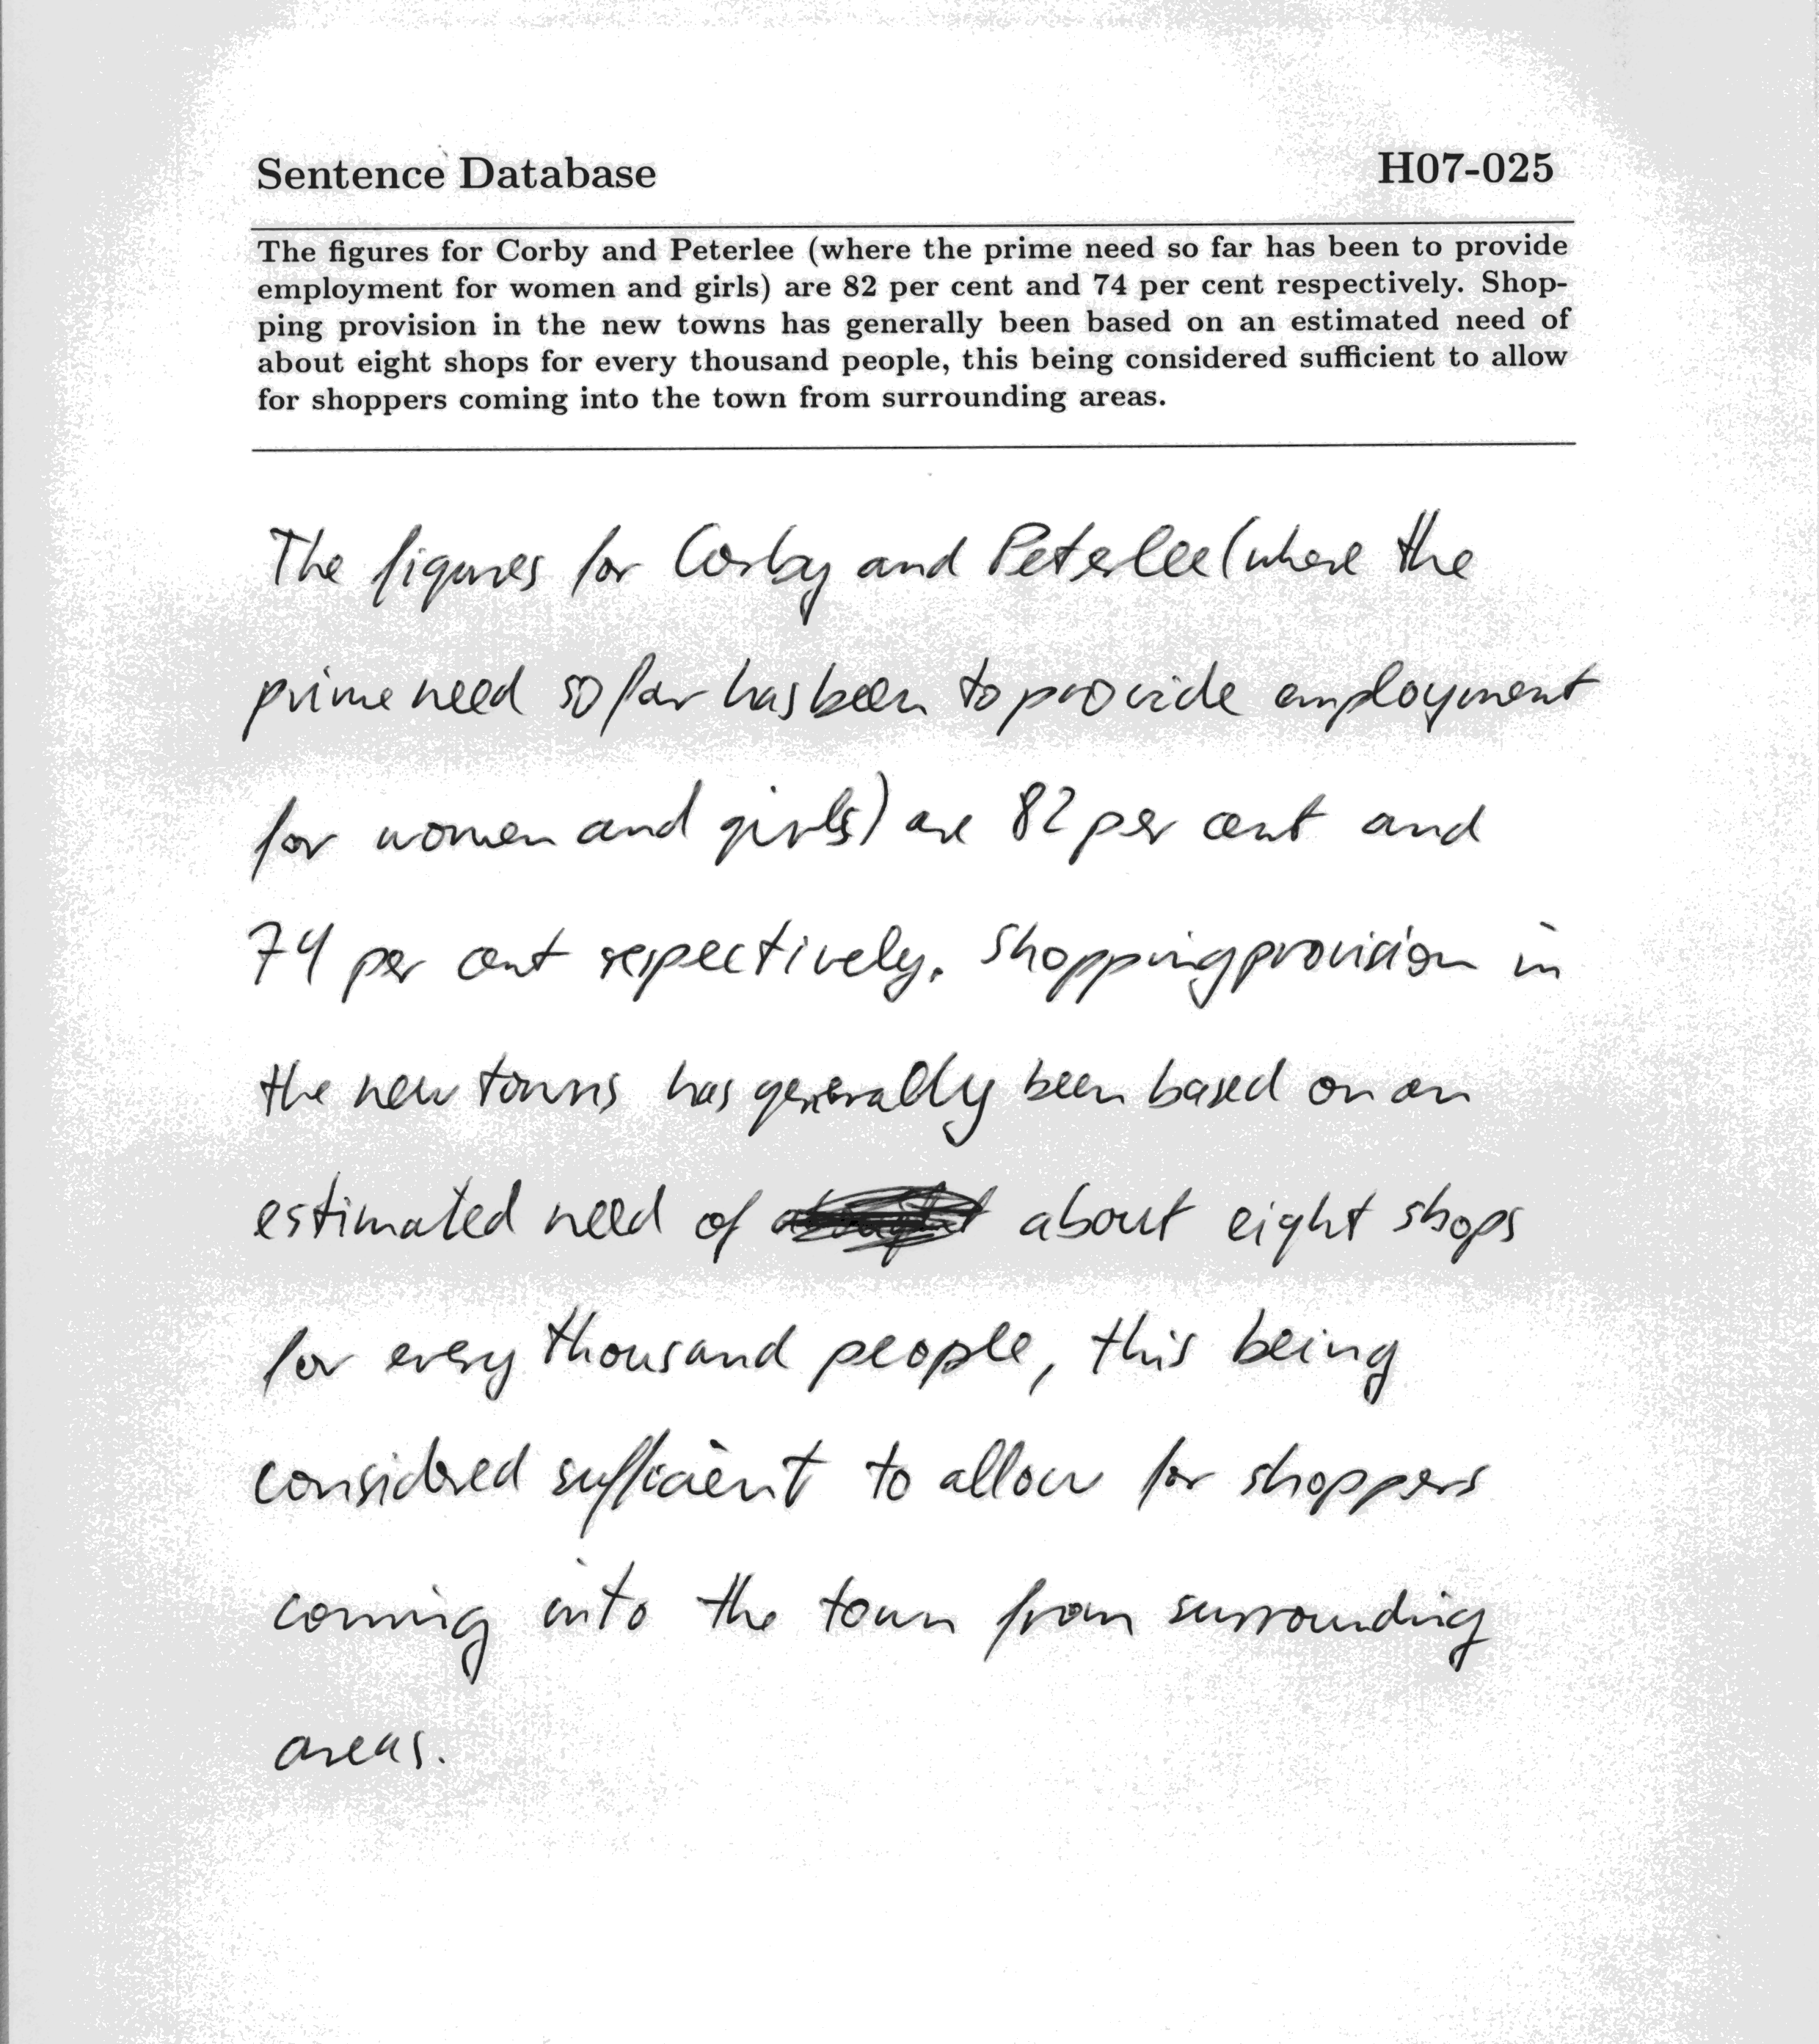 Sentence Database H07-025
The figures for Corby and Peterlee (where the prime need so far has been to provide
employment for women and girls) are 82 per cent and 74 per cent respectively. Shop-
ping provision in the new towns has generally been based on an estimated need of
about eight shops for every thousand people, this being considered sufficient to allow
for shoppers coming into the town from surrounding areas.
The figures for Corby and Peterlee (where the
prime need so far has been to provide employment
for women and girls) are 82 per cent and
74 per cent respectively. Shopping provision in
the new towns has generally been based on an
estimated need of about eight shops
for every thousand people, this being
considered sufficient to allow for shoppers
coming into the town from surrounding
areas.